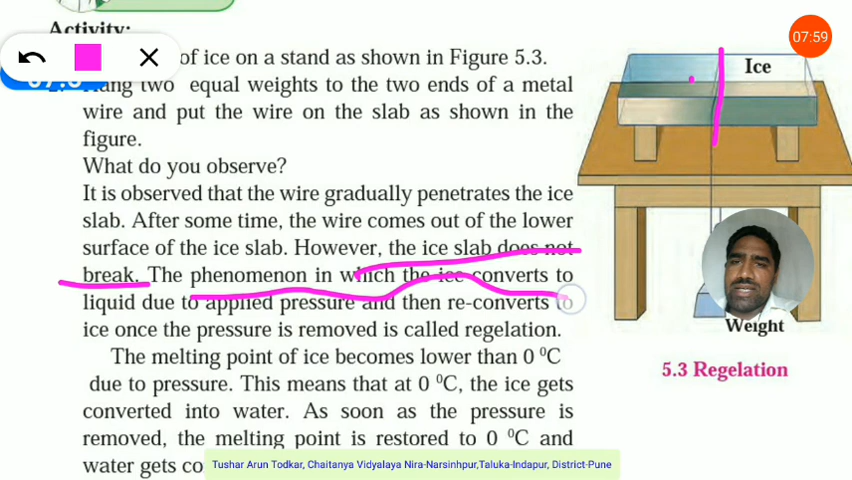 Activity:
of ice on a stand as shown in Figure 5.3.
two equal weights to the two ends of a metal
wire and put the wire on the slab as shown in the
figure.
What do you observe?
It is observed that the wire gradually penetrates the ice
slab. After some time, the wire comes out of the lower
surface of the ice slab. However, the ice slab does not
break. The phenomenon in which the ice converts to
liquid due to applied pressure and then re-converts to
ice once the pressure is removed is called regelation.
The melting point of ice becomes lower than 0 ⁰C
due to pressure. This means that at 0 ⁰C, the ice gets
converted into water. As soon as the pressure is
removed, the melting point is restored to 0 ⁰C and
water gets
07:59
Ice
Weight
5.3 Regelation
Tushar Arun Todkar, Chaitanya Vidyalaya Nira-Narsinhpur,Taluka-Indapur, District-Pune